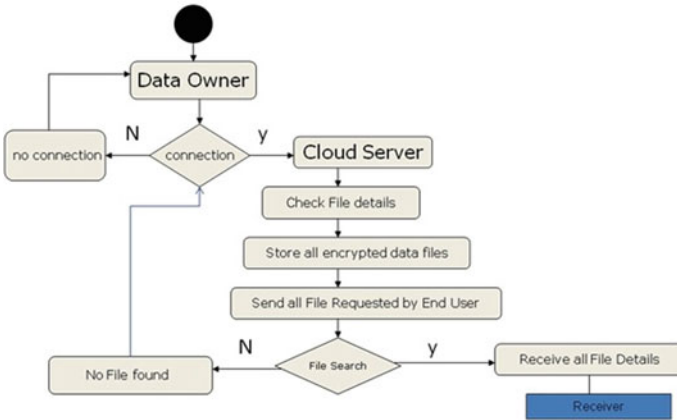 Data Owner
N
y
no connection
connection
Cloud Server
Check File details
Store all encrypted data files
Send all File Requested by End User
N
y
No File found
File Search
Receive all File Details
Receiver